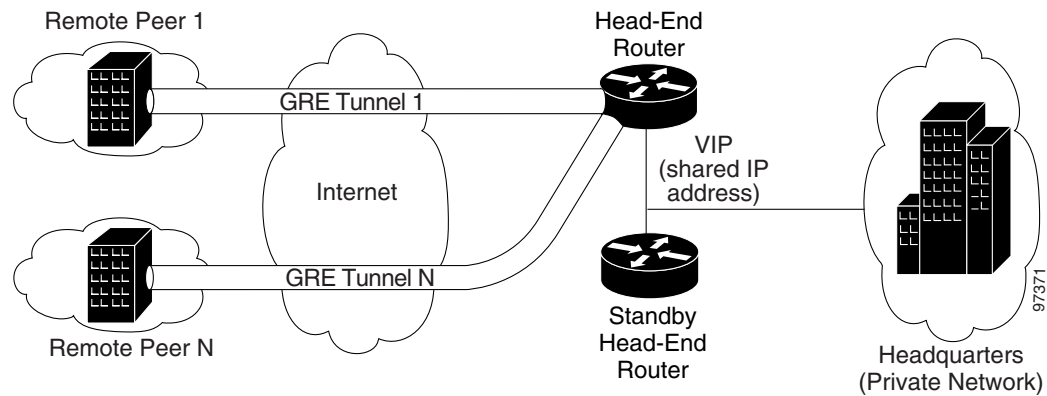 Remote Peer 1
Head-End
Router
GRE Tunnel 1
VIP
(shared IP
address)
Internet
GRE Tunnel N
Remote Peer N
Standby
Head-End
Router
Headquarters
(Private Network)
97371